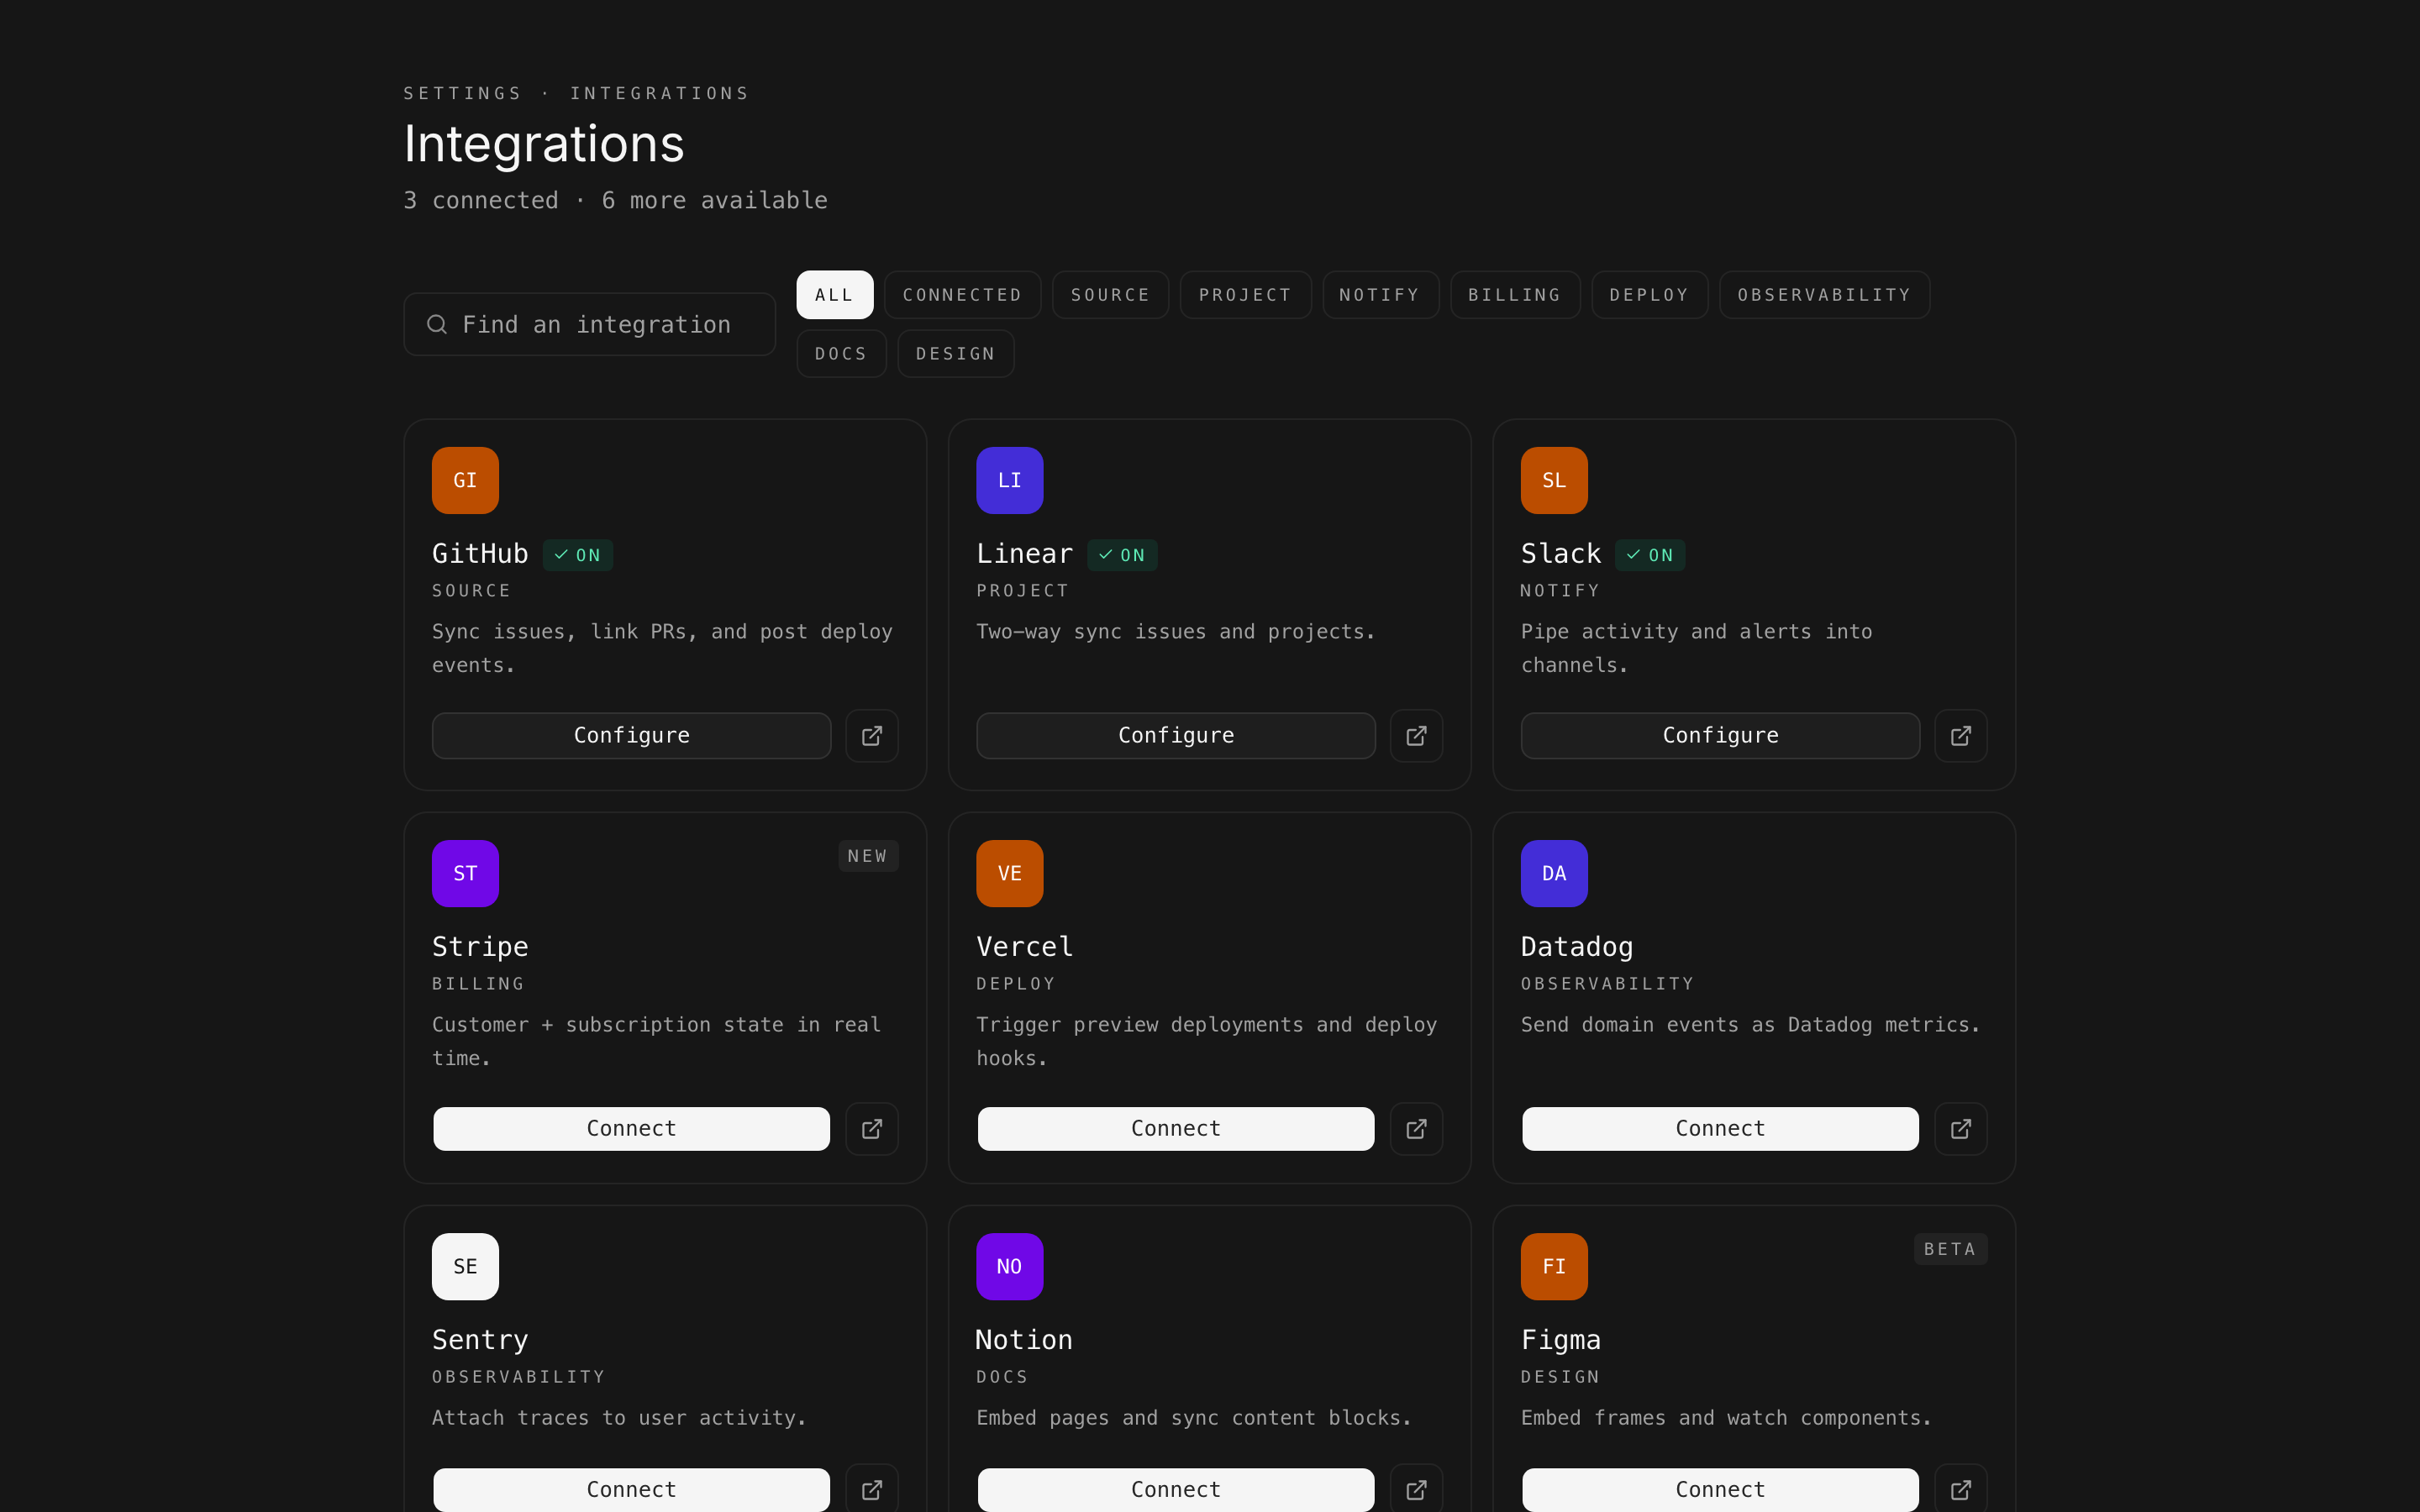 SETTINGS · INTEGRATIONS
Integrations
3 connected · 6 more available
Find an integration
ALL
CONNECTED
SOURCE
PROJECT
NOTIFY
BILLING
DEPLOY
OBSERVABILITY
DOCS
DESIGN
GI
GitHub
ON
SOURCE
Sync issues, link PRs, and post deploy
events.
Configure
LI
Linear
ON
PROJECT
Two-way sync issues and projects.
Configure
SL
Slack
ON
NOTIFY
Pipe activity and alerts into
channels.
Configure
ST
NEW
Stripe
BILLING
Customer + subscription state in real
time.
Connect
VE
Vercel
DEPLOY
Trigger preview deployments and deploy
hooks.
Connect
DA
Datadog
OBSERVABILITY
Send domain events as Datadog metrics.
Connect
SE
Sentry
OBSERVABILITY
Attach traces to user activity.
Connect
NO
Notion
DOCS
Embed pages and sync content blocks.
Connect
FI
BETA
Figma
DESIGN
Embed frames and watch components.
Connect